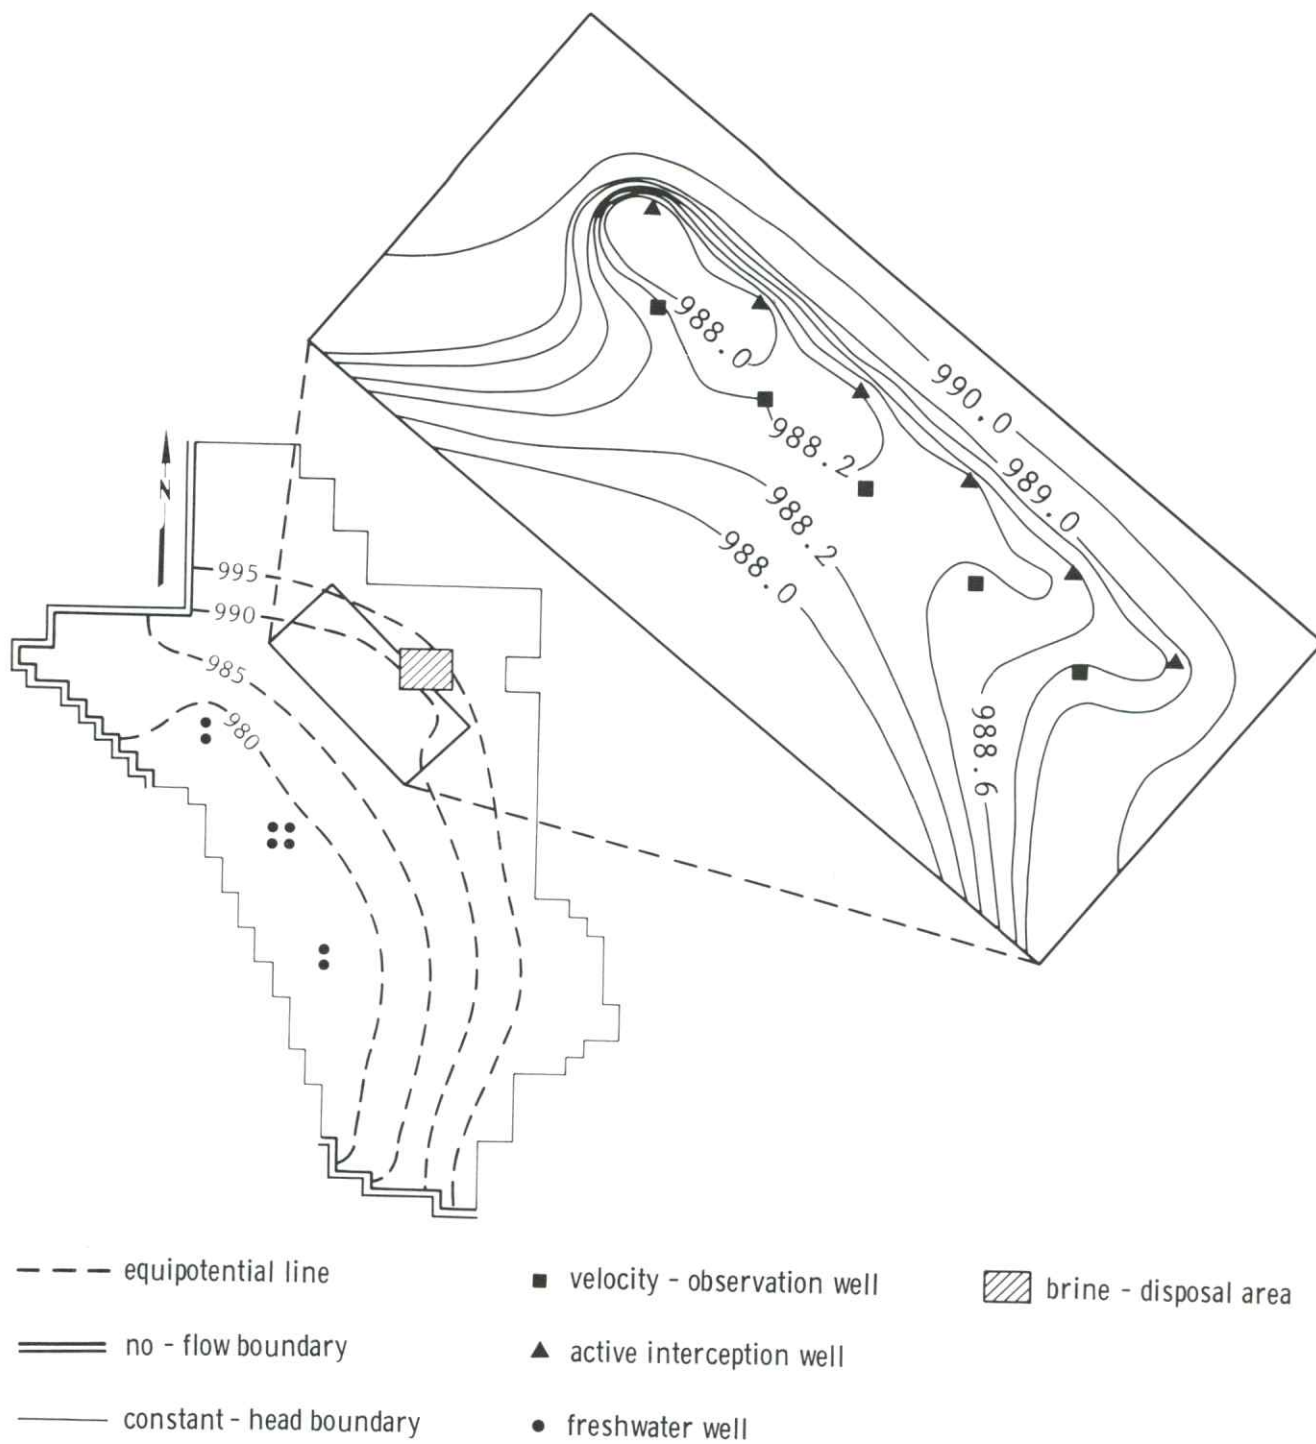 988.0
990.0
988.2
989.0
988.2
988.0
988.6
N
995
990
985
980
equipotential line
no - flow boundary
constant - head boundary
velocity - observation well
active interception well
freshwater well
brine - disposal area